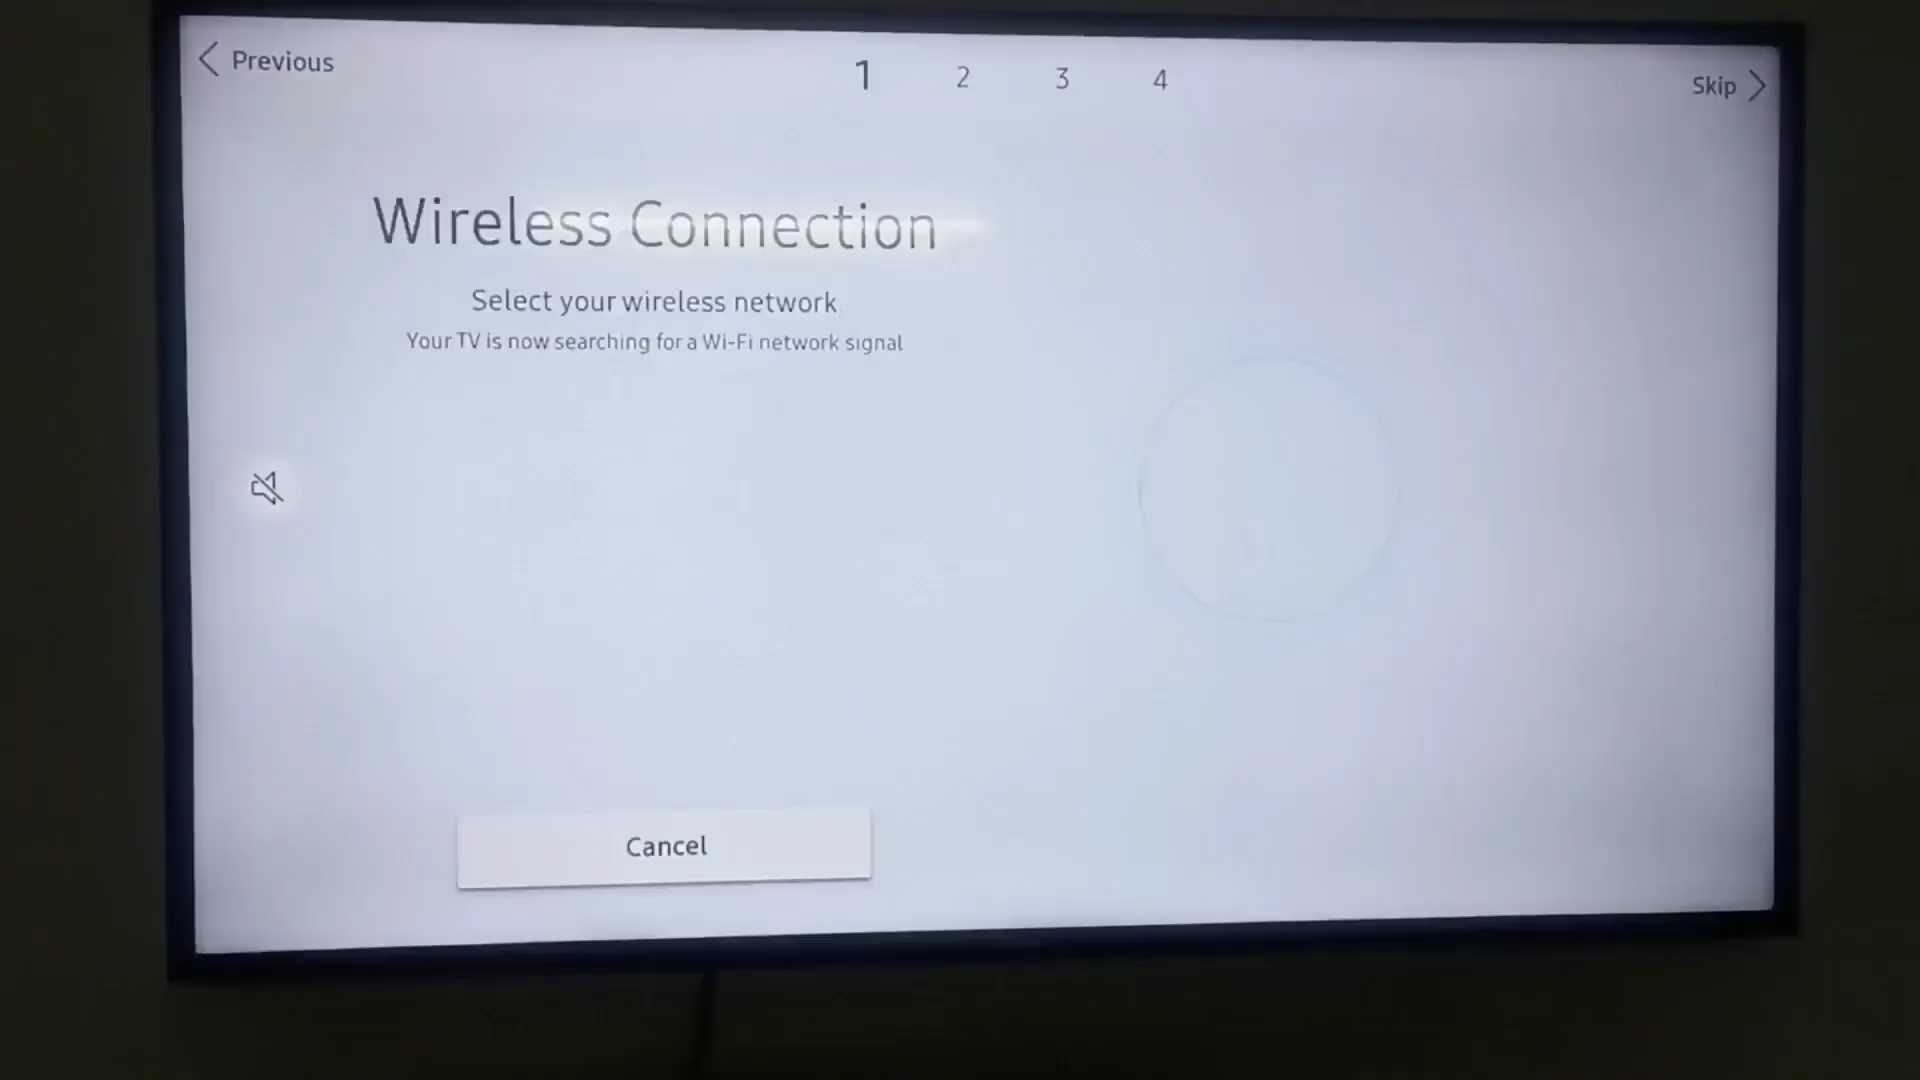 Previous
1 2 3 4
Skip
Wireless Connection
Select your wireless network.
Your TV is now searching for a Wi-Fi network signal
Cancel